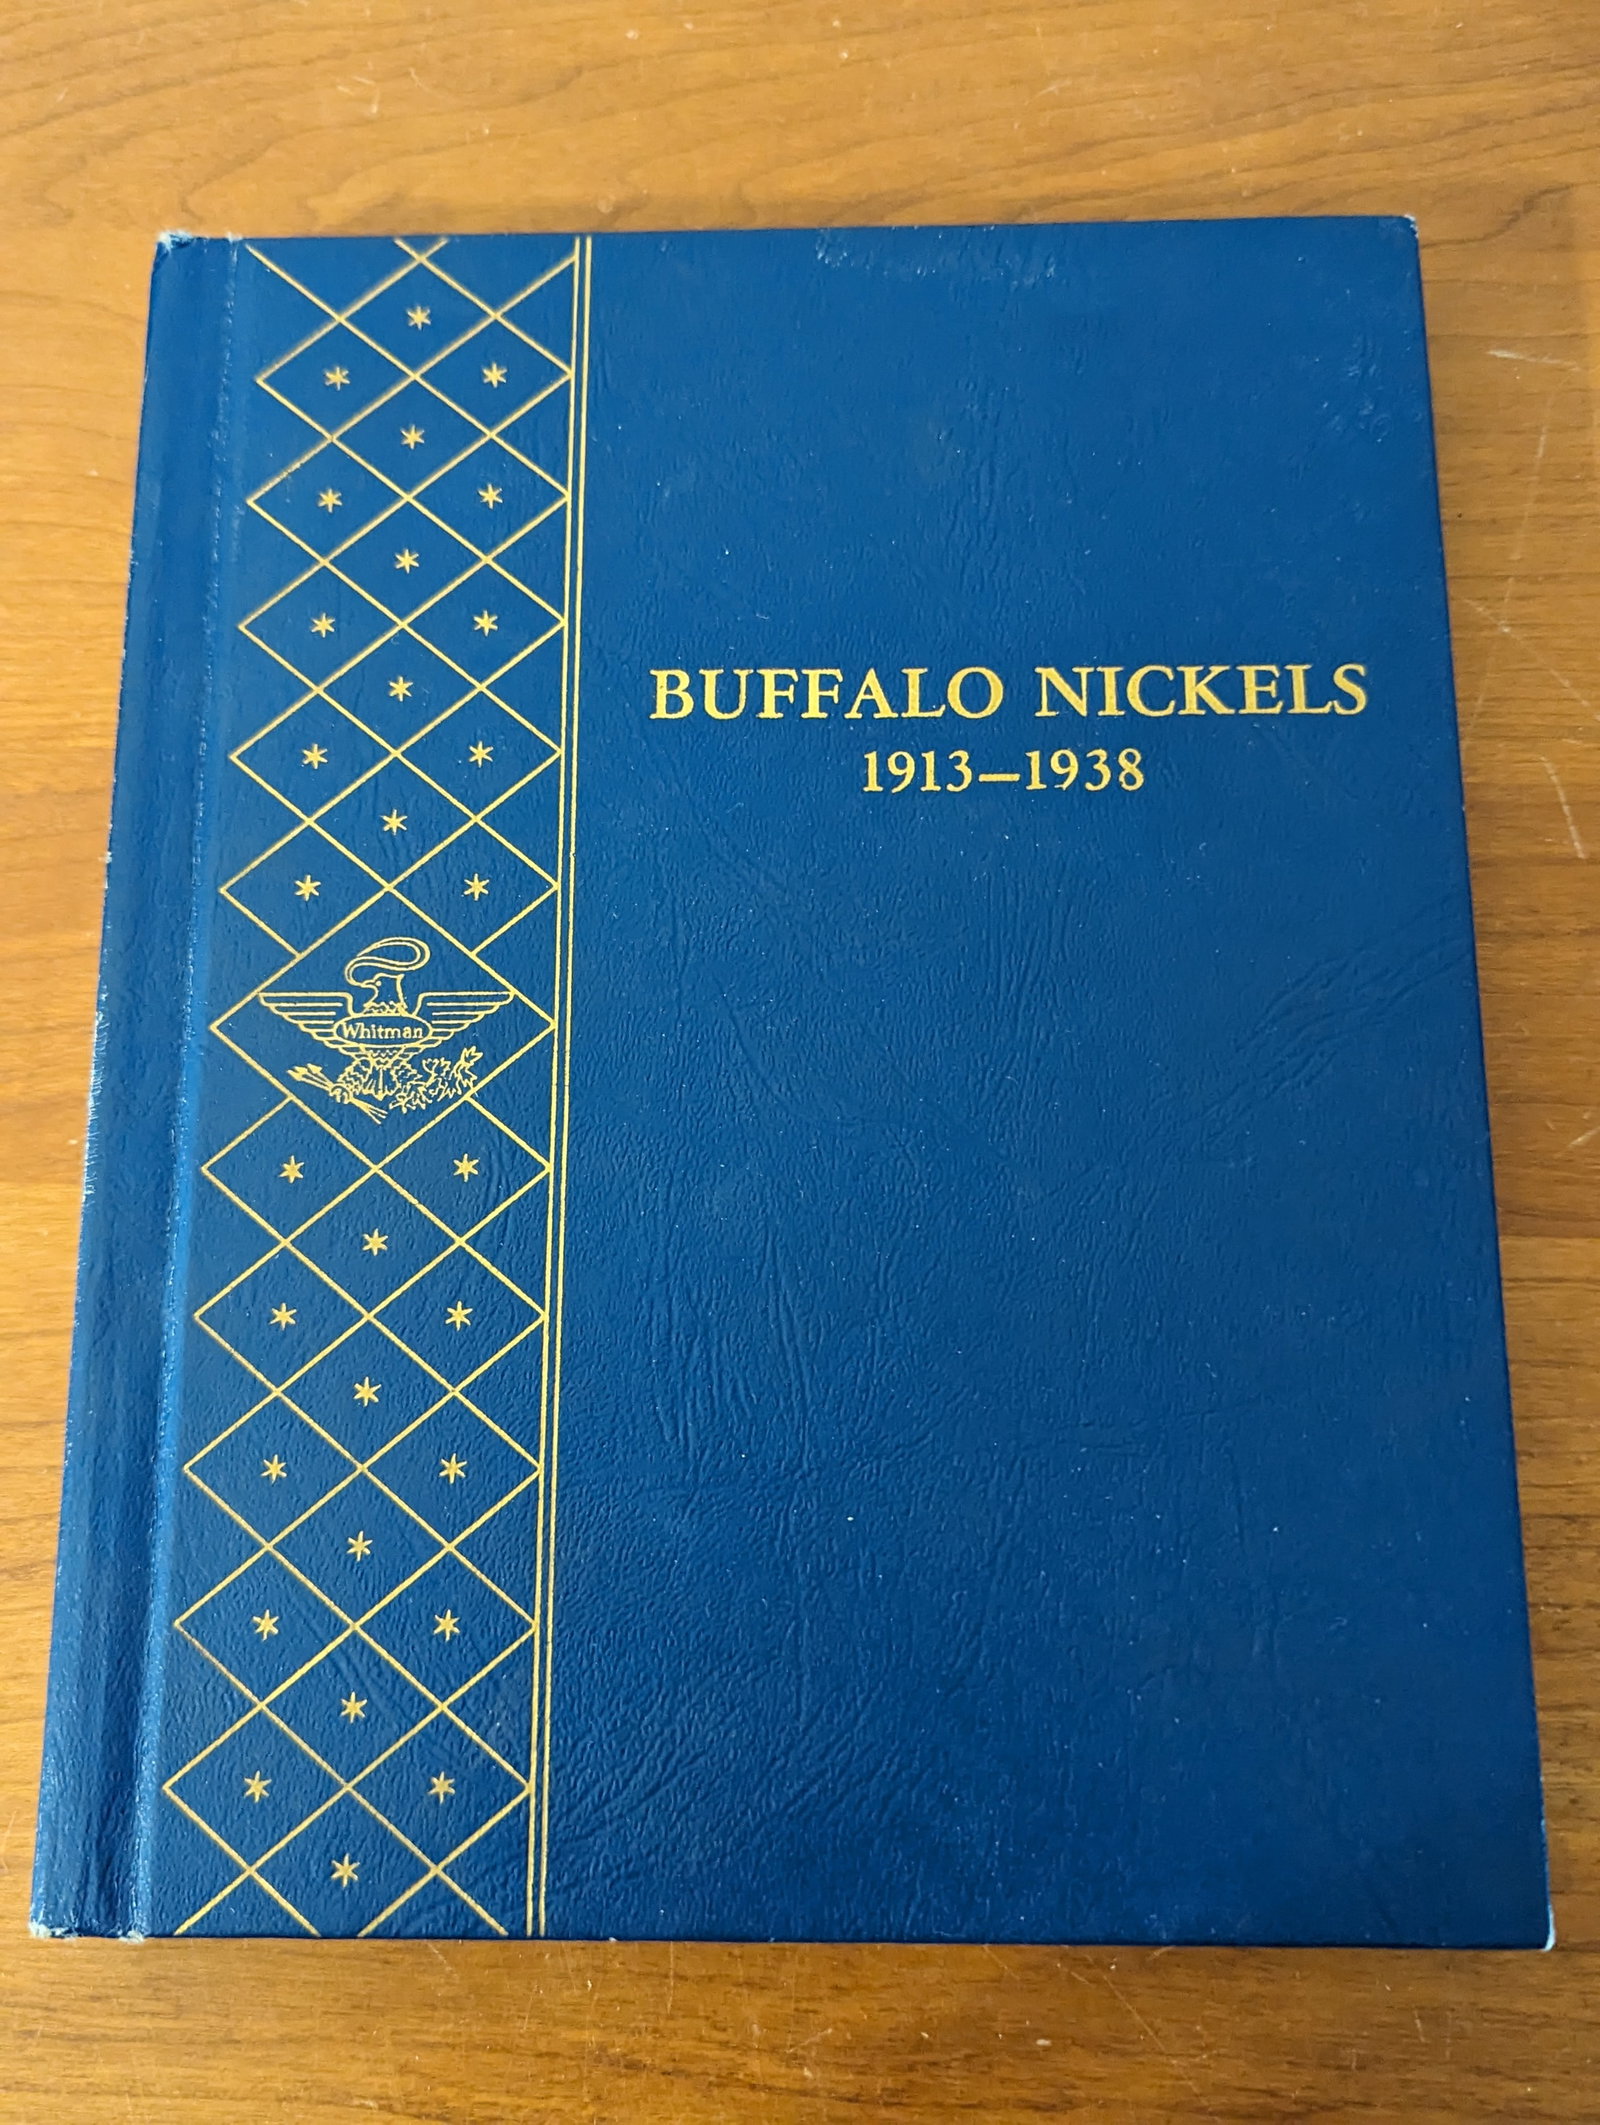 BUFFALO NICKELS
1913–1938
Whitman